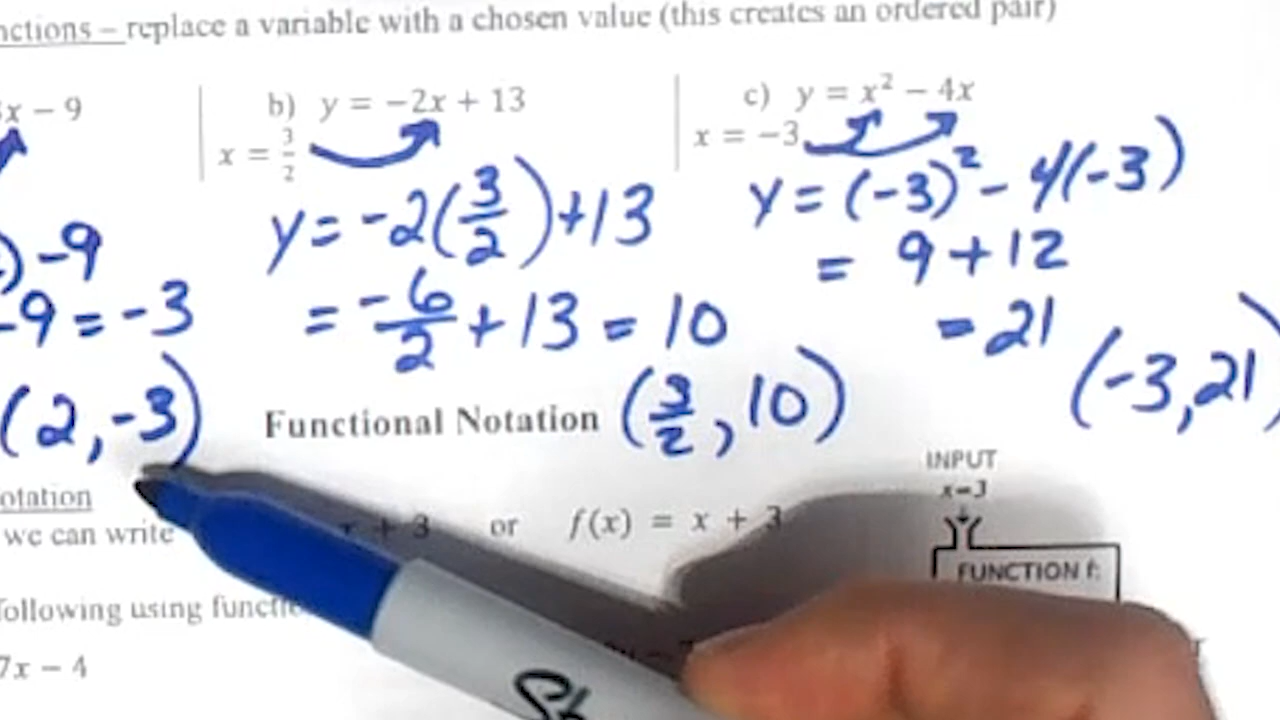 nctions – replace a variable with a chosen value (this creates an ordered pair)
x – 9
b) y = −2x + 13
x = 3/2
y = -2(3/2)+13
= -6/2 + 13 = 10
(3/2, 10)
c) y = x² − 4x
x = −3
y = (-3)² - 4(-3)
= 9 + 12
= 21
(-3, 21)
) -9
-9 = -3
(2, -3)
Functional Notation
otation
we can write
x + 3 or f(x) = x + 3
following using functi
7x − 4
INPUT
x=3
FUNCTION f:
Sh